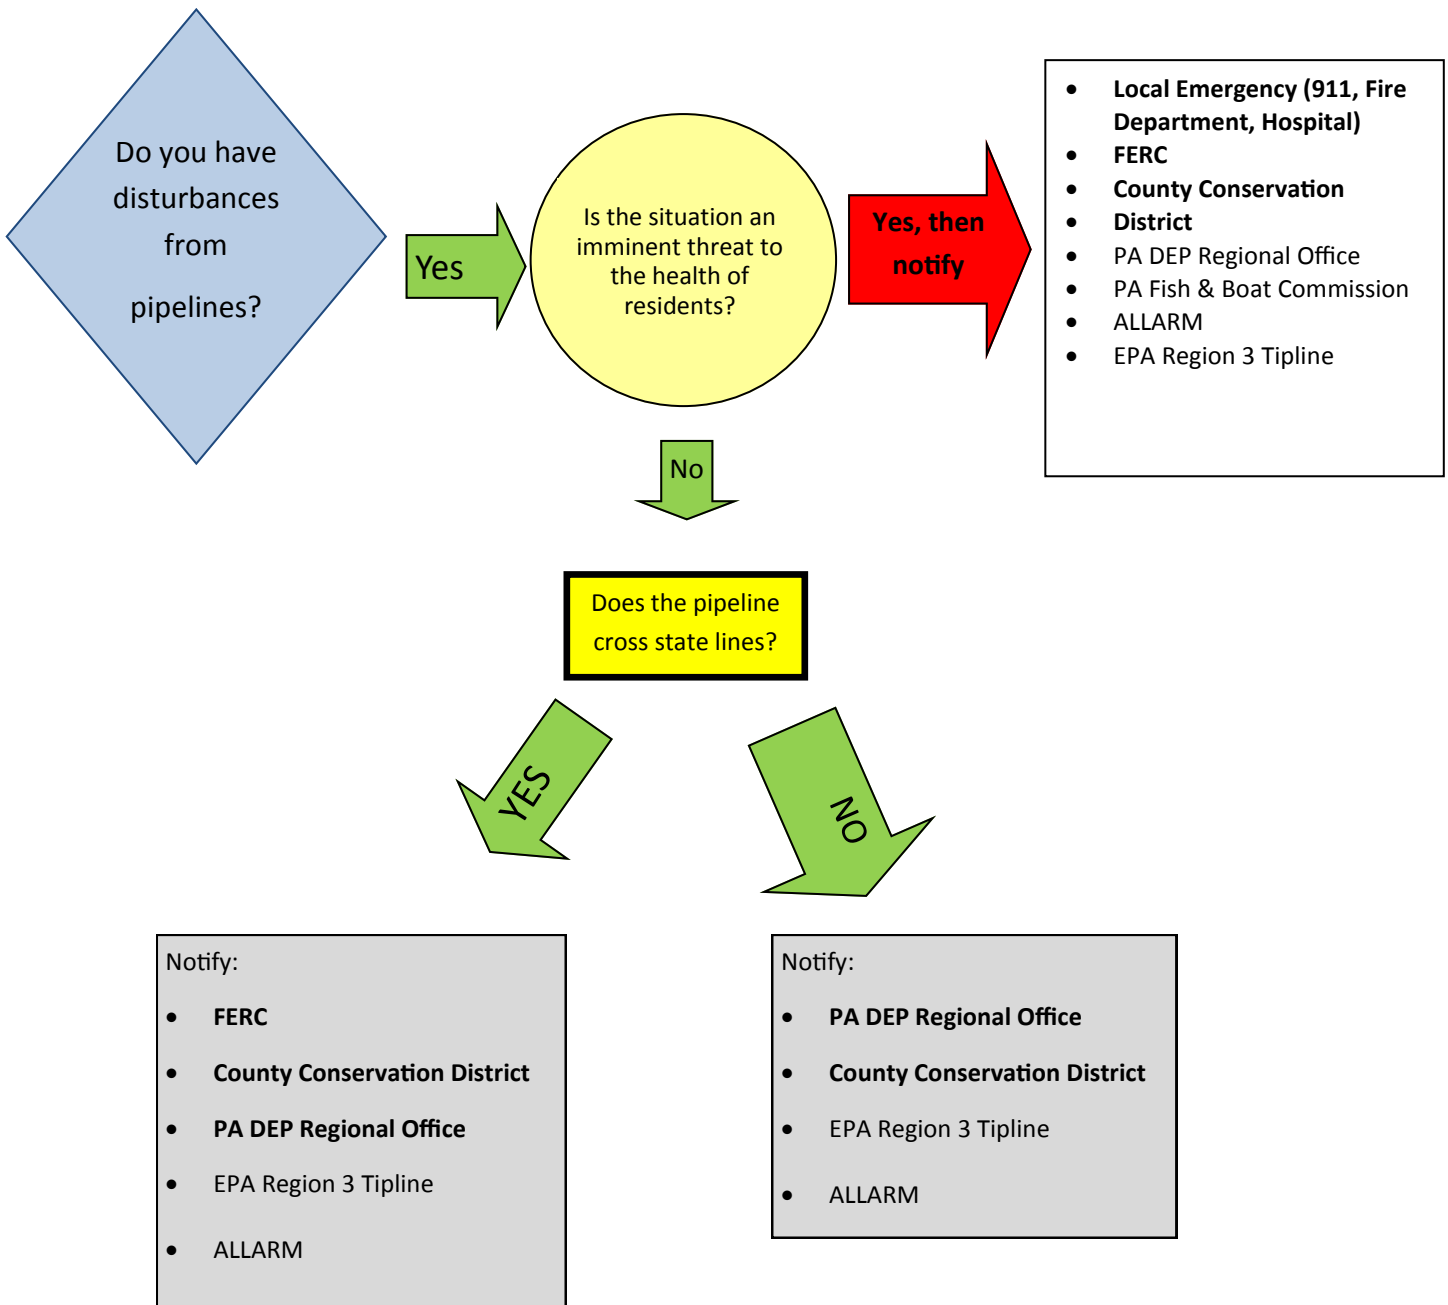 Do you have
disturbances
from
pipelines?
Yes
Is the situation an
imminent threat to
the health of
residents?
Yes, then
notify
• Local Emergency (911, Fire
Department, Hospital)
• FERC
• County Conservation
• District
• PA DEP Regional Office
• PA Fish & Boat Commission
• ALLARM
• EPA Region 3 Tipline
No
Does the pipeline
cross state lines?
YES
NO
Notify:
• FERC
• County Conservation District
• PA DEP Regional Office
• EPA Region 3 Tipline
• ALLARM
Notify:
• PA DEP Regional Office
• County Conservation District
• EPA Region 3 Tipline
• ALLARM